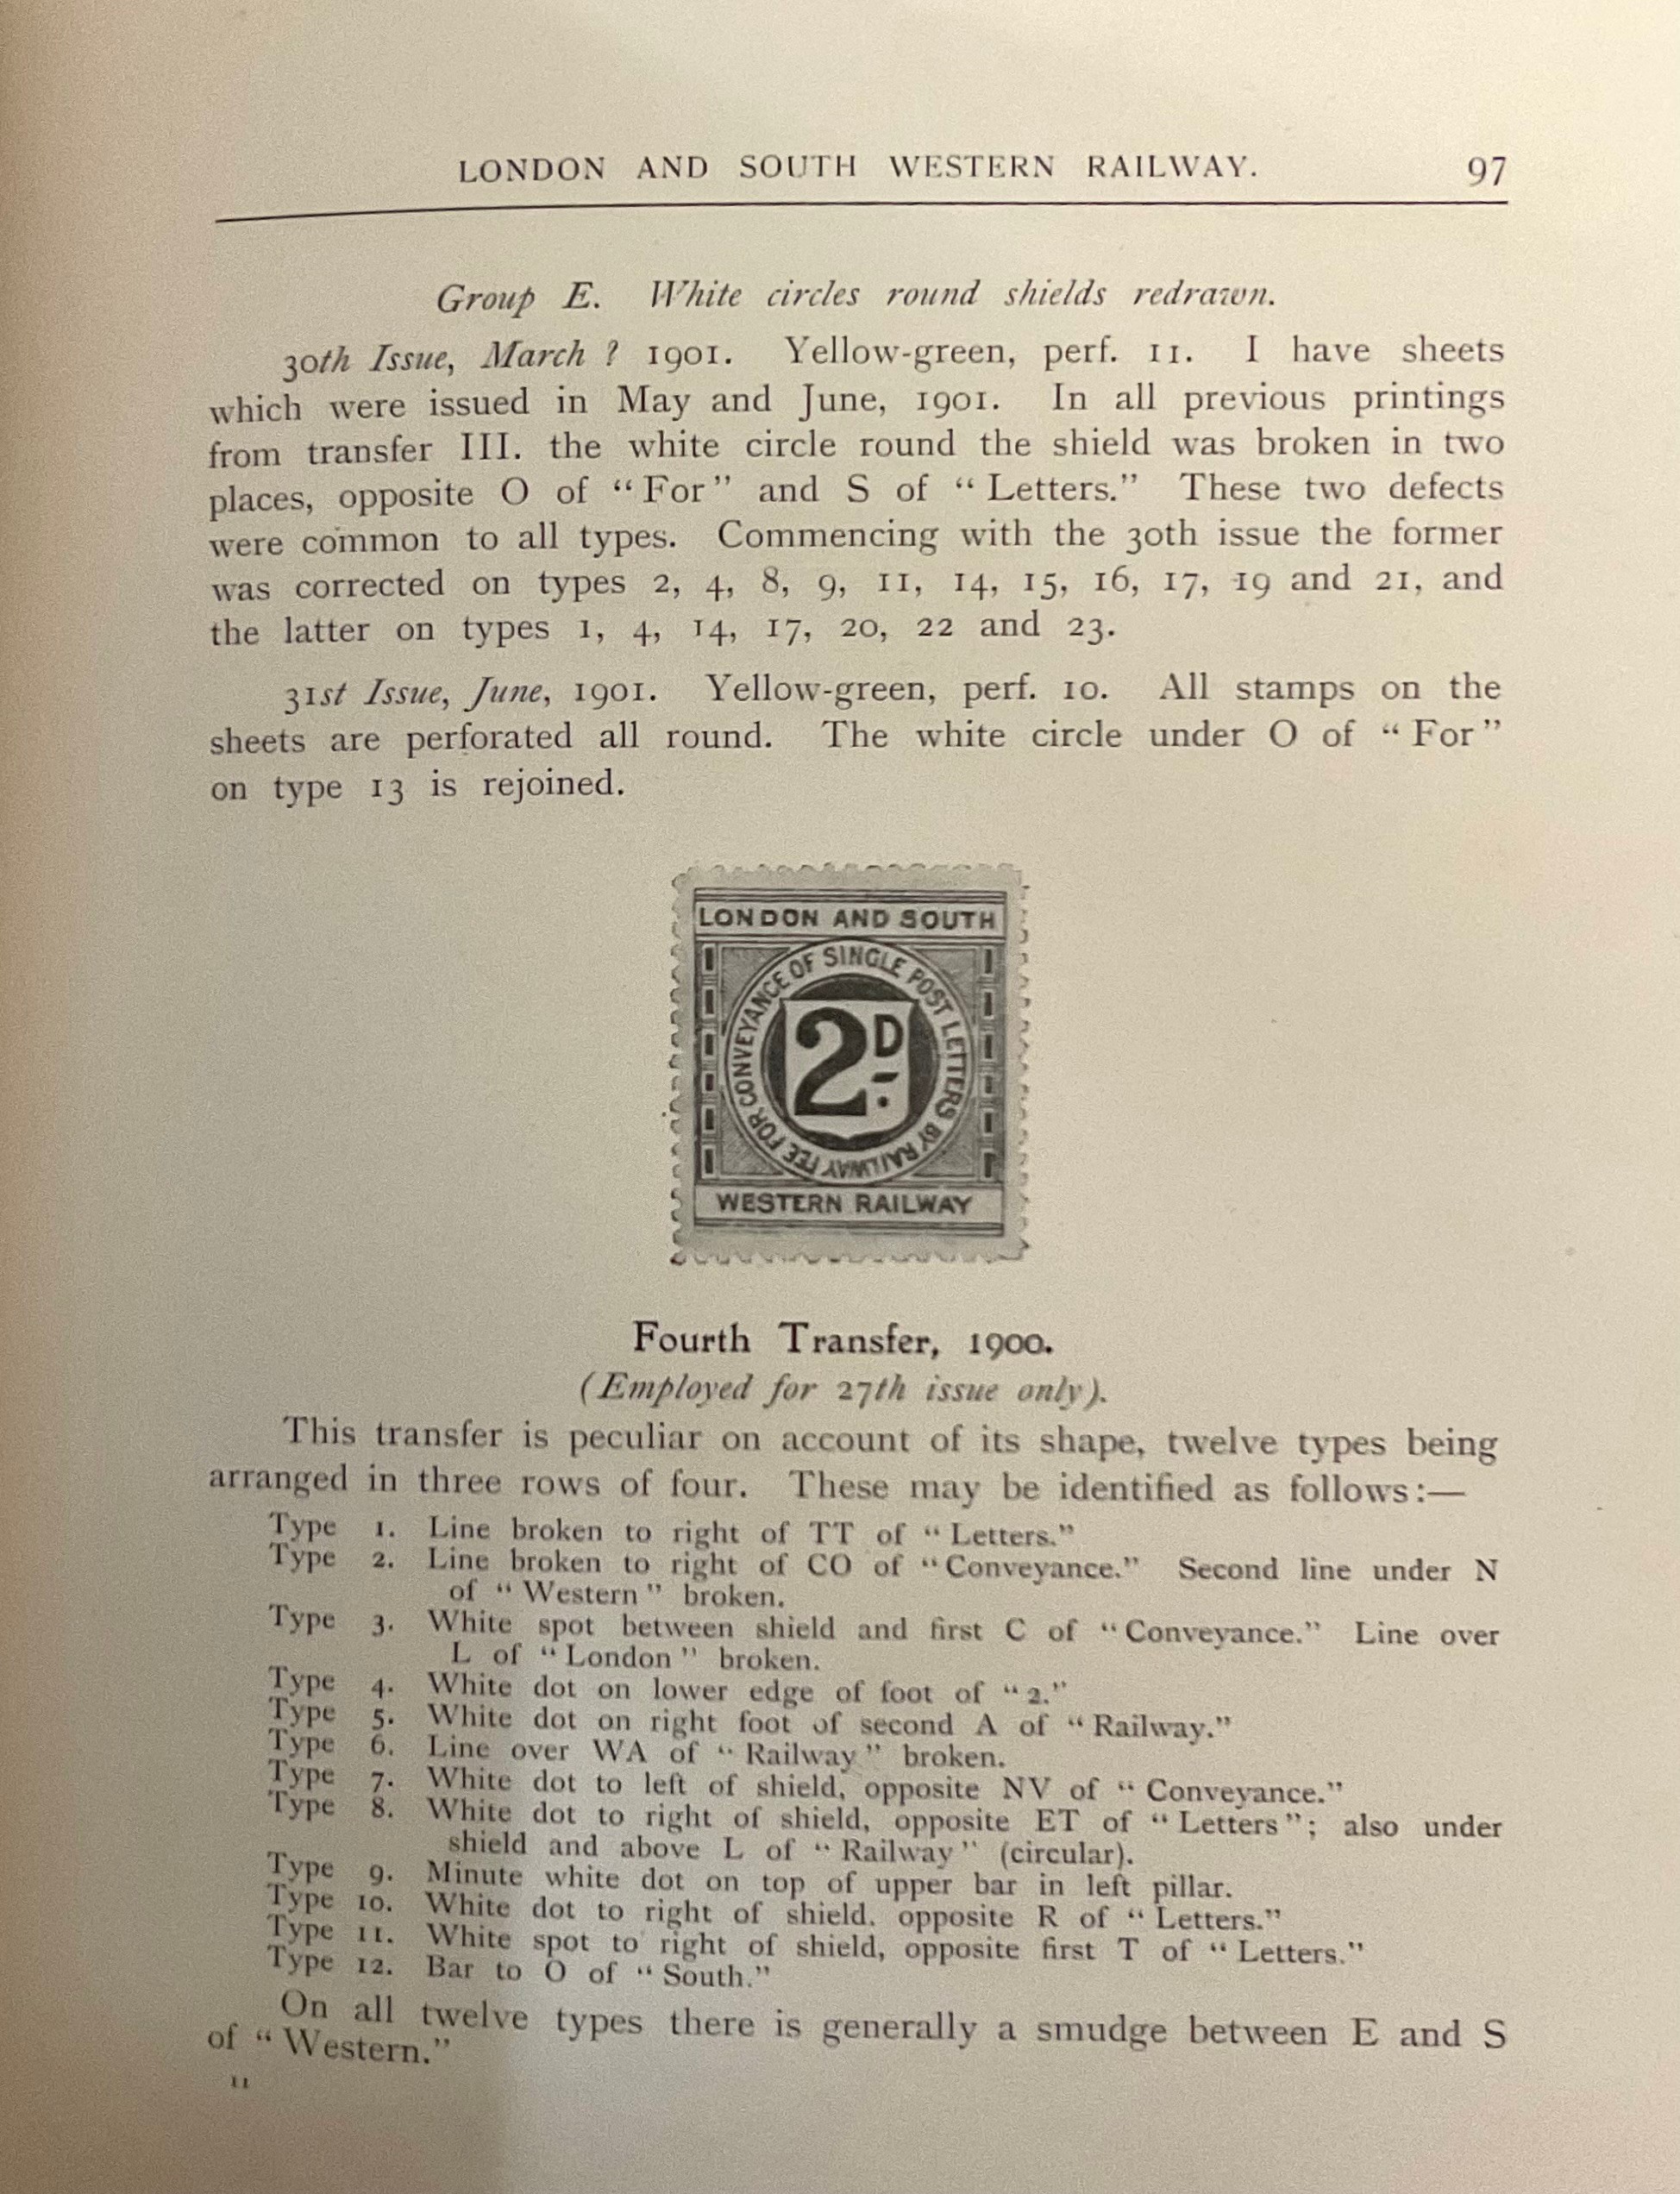 LONDON AND SOUTH WESTERN RAILWAY. 97
Group E. White circles round shields redrawn.
30th Issue, March ? 1901. Yellow-green, perf. 11. I have sheets
which were issued in May and June, 1901. In all previous printings
from transfer III. the white circle round the shield was broken in two
places, opposite O of “For” and S of “Letters.” These two defects
were common to all types. Commencing with the 30th issue the former
was corrected on types 2, 4, 8, 9, 11, 14, 15, 16, 17, 19 and 21, and
the latter on types 1, 4, 14, 17, 20, 22 and 23.
31st Issue, June, 1901. Yellow-green, perf. 10. All stamps on the
sheets are perforated all round. The white circle under O of “For”
on type 13 is rejoined.
LONDON AND SOUTH
FEE FOR CONVEYANCE OF SINGLE POST LETTERS BY RAILWAY
2D
WESTERN RAILWAY
Fourth Transfer, 1900.
(Employed for 27th issue only).
This transfer is peculiar on account of its shape, twelve types being
arranged in three rows of four. These may be identified as follows:—
Type 1. Line broken to right of TT of “Letters.”
Type 2. Line broken to right of CO of “Conveyance.” Second line under N
of “Western” broken.
Type 3. White spot between shield and first C of “Conveyance.” Line over
L of “London” broken.
Type 4. White dot on lower edge of foot of “2.”
Type 5. White dot on right foot of second A of “Railway.”
Type 6. Line over WA of “Railway” broken.
Type 7. White dot to left of shield, opposite NV of “Conveyance.”
Type 8. White dot to right of shield, opposite ET of “Letters”; also under
shield and above L of “Railway” (circular).
Type 9. Minute white dot on top of upper bar in left pillar.
Type 10. White dot to right of shield, opposite R of “Letters.”
Type 11. White spot to right of shield, opposite first T of “Letters.”
Type 12. Bar to O of “South.”
On all twelve types there is generally a smudge between E and S
of “Western.”
11